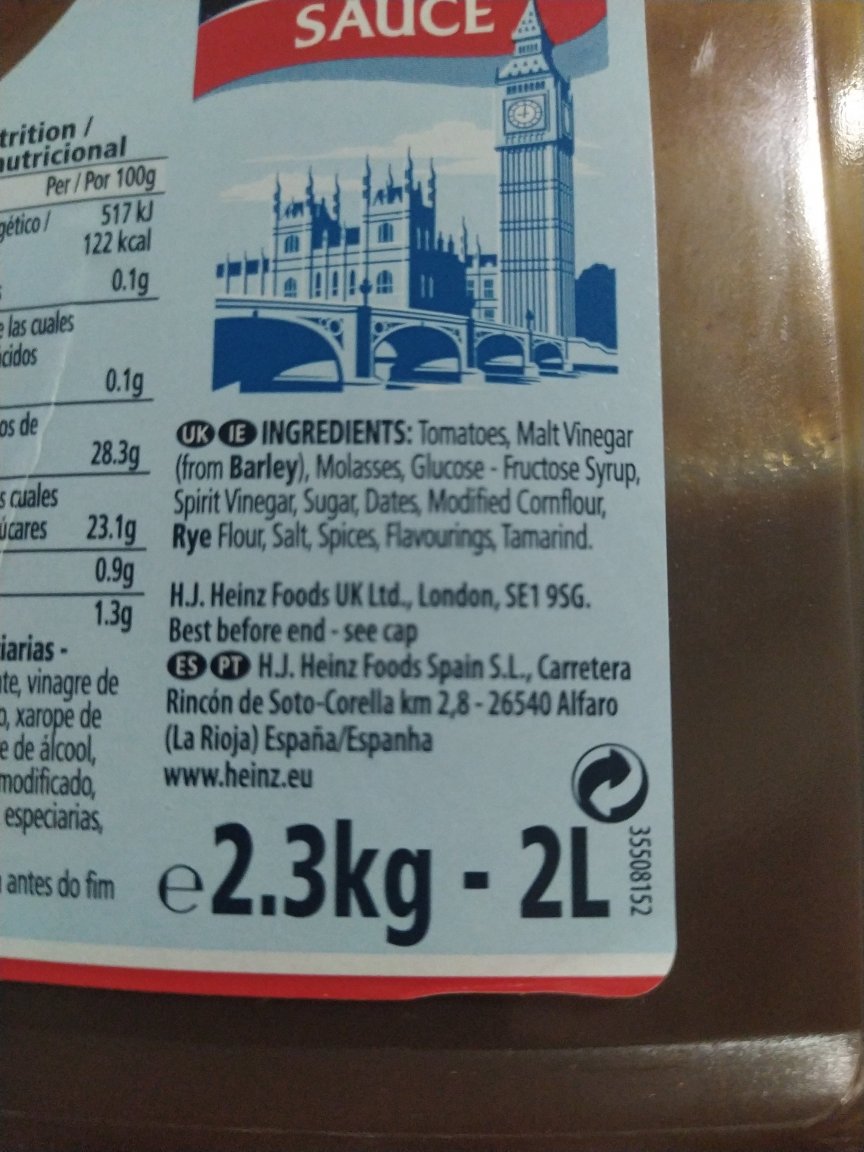 SAUCE
trition /
nutricional
Per / Por 100g
gético / 517 kJ
122 kcal
0.1g
e las cuales
ácidos
0.1g
os de
28.3g
s cuales
úcares 23.1g
0.9g
1.3g
ciarias -
te, vinagre de
o, xarope de
e de álcool,
modificado,
especiarias,
antes do fim
UK IE INGREDIENTS: Tomatoes, Malt Vinegar
(from Barley), Molasses, Glucose - Fructose Syrup,
Spirit Vinegar, Sugar, Dates, Modified Cornflour,
Rye Flour, Salt, Spices, Flavourings, Tamarind.
H.J. Heinz Foods UK Ltd., London, SE1 9SG.
Best before end - see cap
ES PT H.J. Heinz Foods Spain S.L., Carretera
Rincón de Soto-Corella km 2,8 - 26540 Alfaro
(La Rioja) España/Espanha
www.heinz.eu
e2.3kg - 2L
35508152